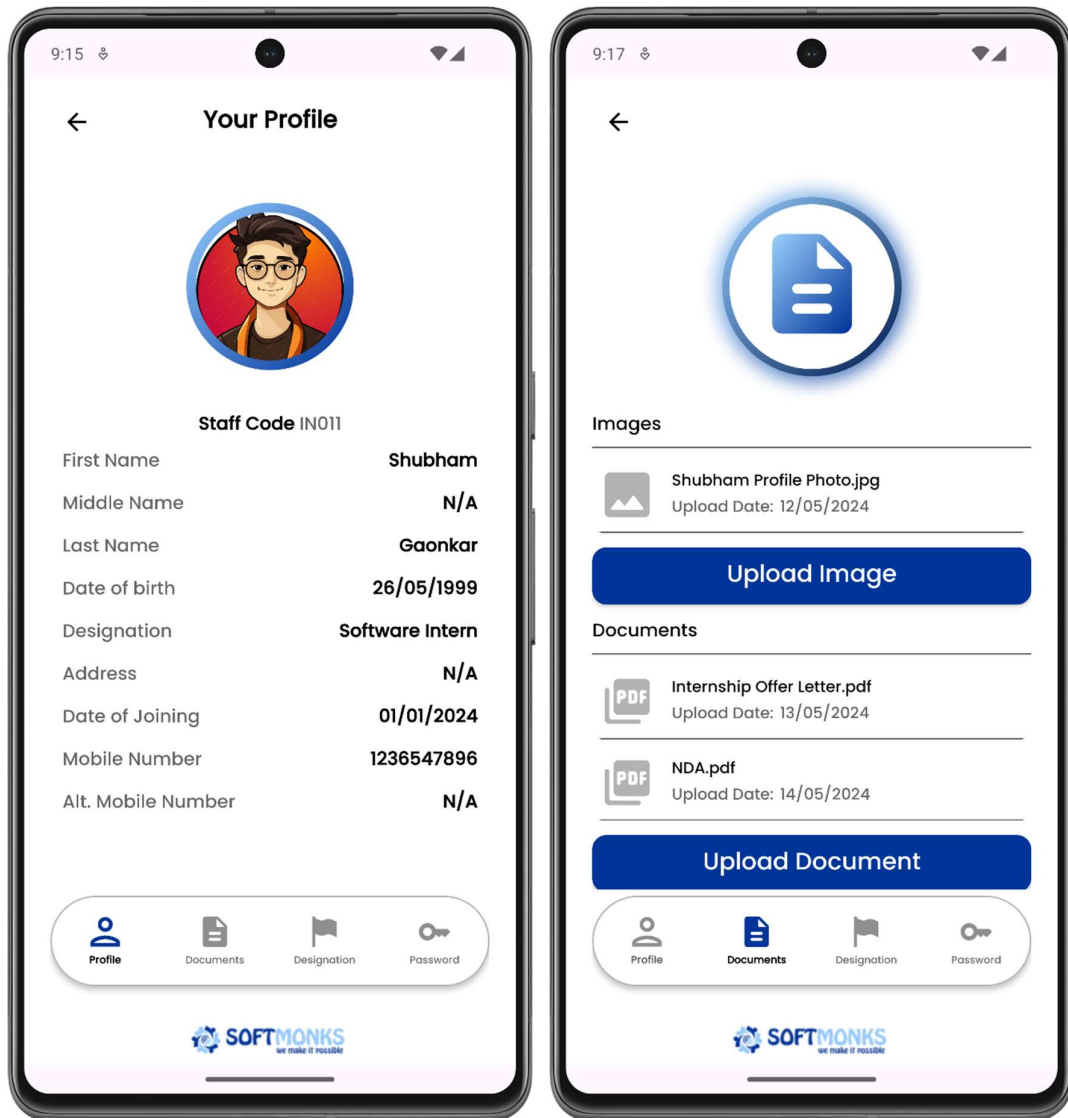 9:15
Your Profile
Staff Code IN011
First Name Shubham
Middle Name N/A
Last Name Gaonkar
Date of birth 26/05/1999
Designation Software Intern
Address N/A
Date of Joining 01/01/2024
Mobile Number 1236547896
Alt. Mobile Number N/A
Profile Documents Designation Password
SOFTMONKS
we make it possible
9:17
Images
Shubham Profile Photo.jpg
Upload Date: 12/05/2024
Upload Image
Documents
PDF
Internship Offer Letter.pdf
Upload Date: 13/05/2024
PDF
NDA.pdf
Upload Date: 14/05/2024
Upload Document
Profile Documents Designation Password
SOFTMONKS
we make it possible